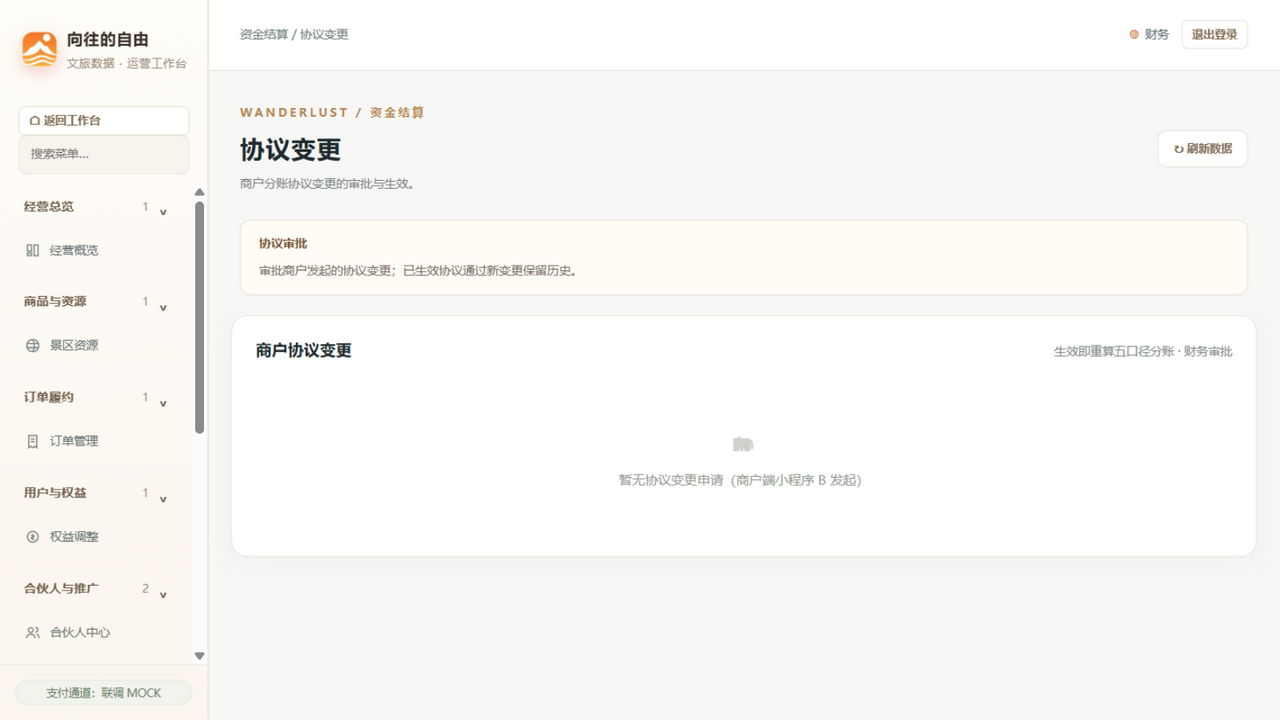 向往的自由
文旅数据 · 运营工作台
返回工作台
搜索菜单...
经营总览 1
经营概览
商品与资源 1
景区资源
订单履约 1
订单管理
用户与权益 1
权益调整
合伙人与推广 2
合伙人中心
支付通道：联调 MOCK
资金结算 / 协议变更
财务
退出登录
WANDERLUST / 资金结算
协议变更
商户分账协议变更的审批与生效。
↻ 刷新数据
协议审批
审批商户发起的协议变更；已生效协议通过新变更保留历史。
商户协议变更
生效即重算五口径分账 · 财务审批
暂无协议变更申请（商户端小程序 B 发起）